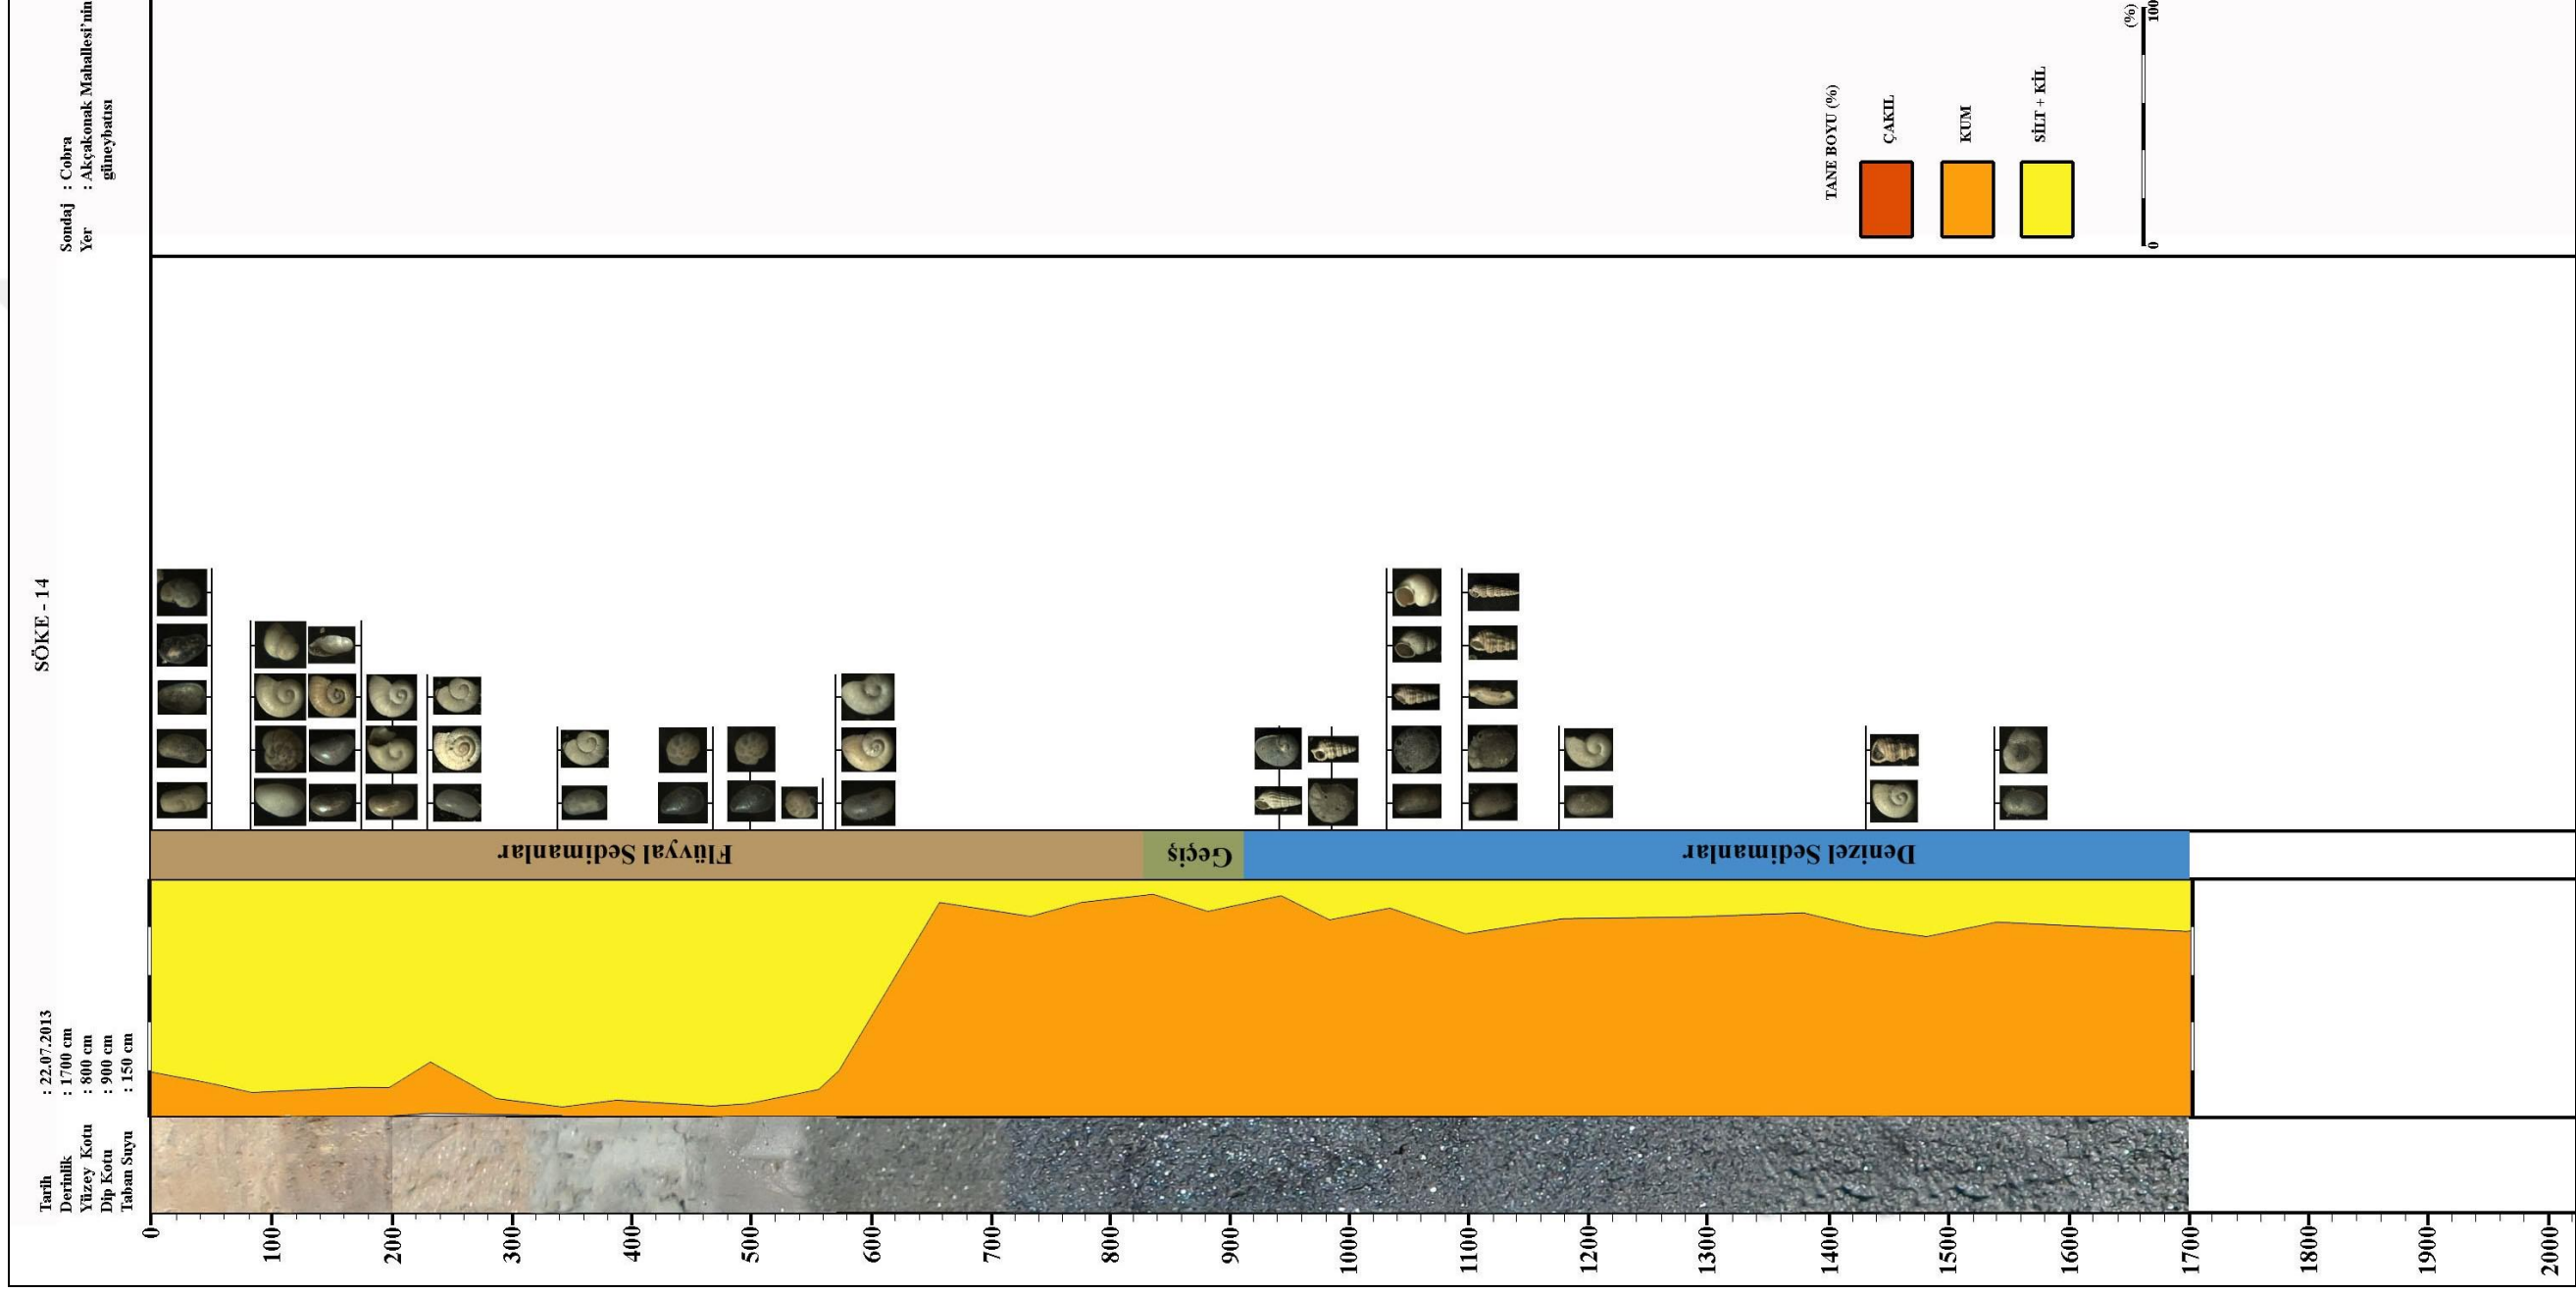 SÖKE - 14
Tarih : 22.07.2013
Derinlik : 1700 cm
Yüzey Kotu : 800 cm
Dip Kotu : 900 cm
Taban Suyu : 150 cm
Sondaj : Cobra
Yer : Akçakonak Mahallesi’nin
güneybatısı
0
100
200
300
400
500
600
700
800
900
1000
1100
1200
1300
1400
1500
1600
1700
1800
1900
2000
Flüvyal Sedimanlar
Geçiş
Denizel Sedimanlar
TANE BOYU (%)
ÇAKIL
KUM
SİLT + KİL
(%)
0 100